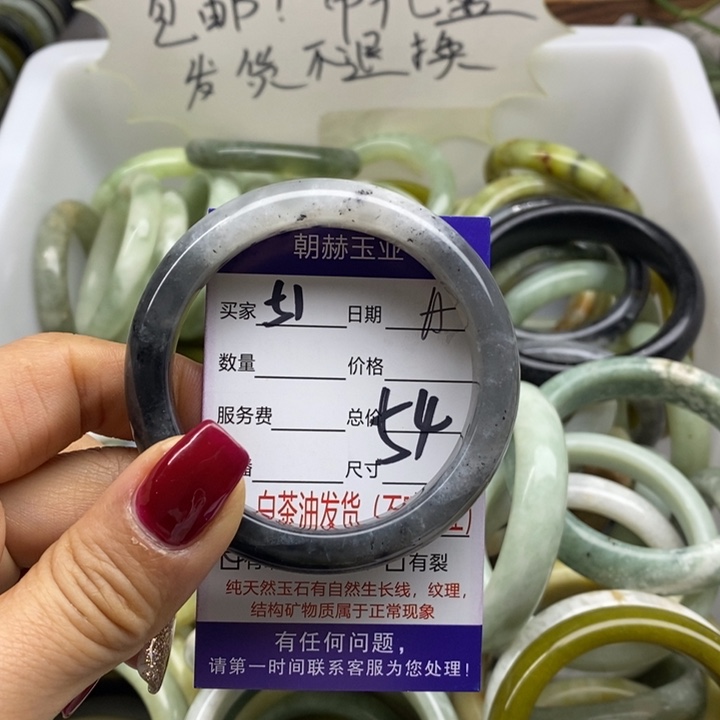 包邮！带礼盒
发货不退换
朝赫玉业
买家 51 日期 A
数量 价格
服务费 总价 54
尺寸
白茶油发货（不
有裂
纯天然玉石有自然生长线，纹理，
结构矿物质属于正常现象
有任何问题，
请第一时间联系客服为您处理！